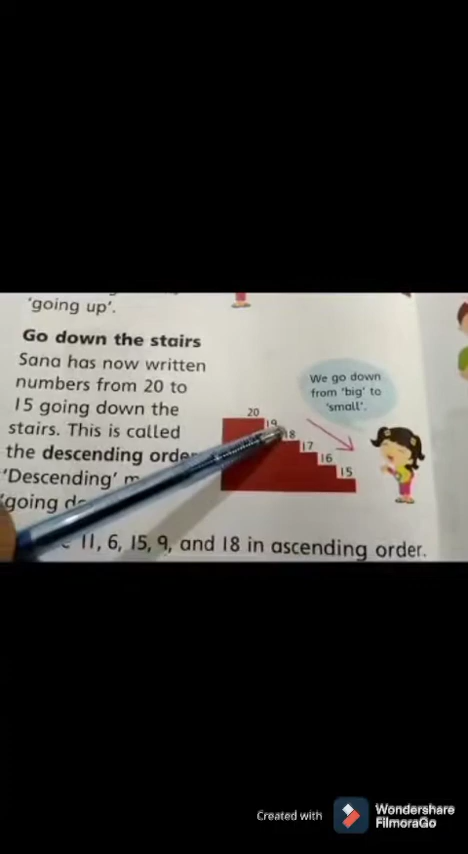 'going up'.
Go down the stairs
Sana has now written
numbers from 20 to
15 going down the
stairs. This is called
the descending orde
'Descending' m
'going d
11, 6, 15, 9, and 18 in ascending order.
We go down
from 'big' to
'small'.
20
19
18
17
16
15
Created with
Wondershare
FilmoraGo